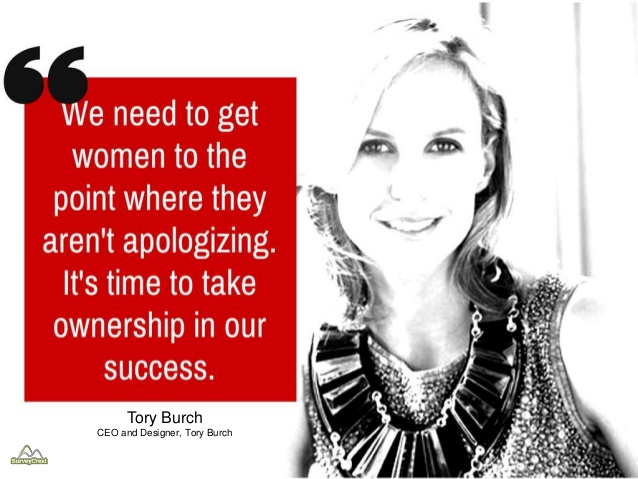 “
We need to get
women to the
point where they
aren't apologizing.
It's time to take
ownership in our
success.
Tory Burch
CEO and Designer, Tory Burch
SurveyCrest